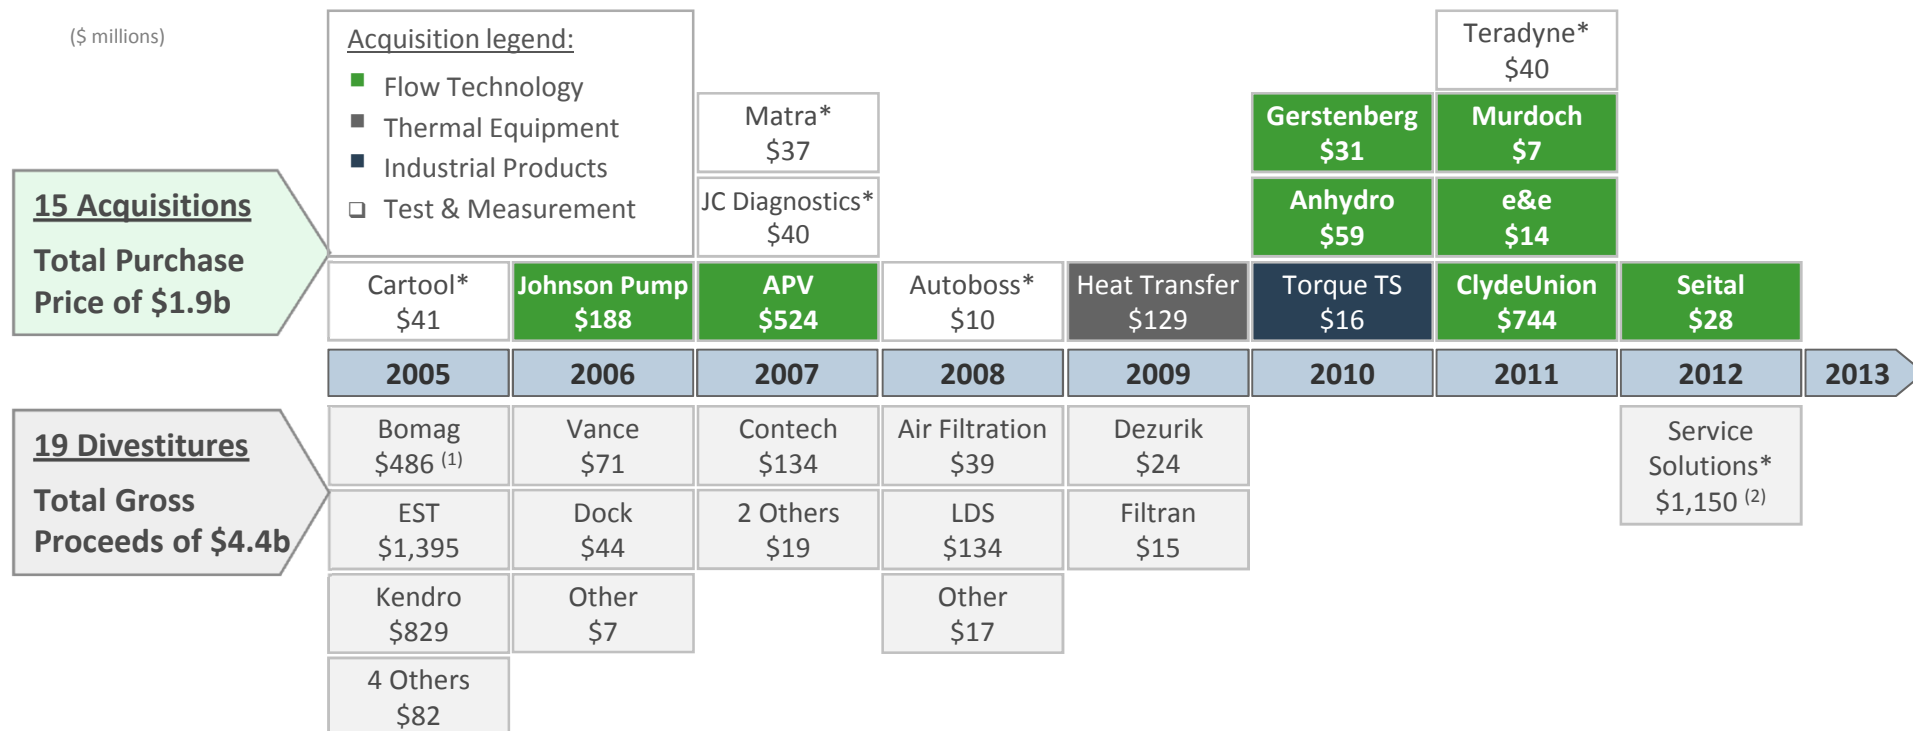 ($ millions)
Acquisition legend:
Flow Technology
Thermal Equipment
Industrial Products
Test & Measurement
15 Acquisitions
Total Purchase
Price of $1.9b
Teradyne*
$40
Matra*
$37
Gerstenberg
$31
Murdoch
$7
JC Diagnostics*
$40
Anhydro
$59
e&e
$14
Cartool*
$41
Johnson Pump
$188
APV
$524
Autoboss*
$10
Heat Transfer
$129
Torque TS
$16
ClydeUnion
$744
Seital
$28
2005
2006
2007
2008
2009
2010
2011
2012
2013
19 Divestitures
Total Gross
Proceeds of $4.4b
Bomag
$486 (1)
Vance
$71
Contech
$134
Air Filtration
$39
Dezurik
$24
Service
Solutions*
$1,150 (2)
EST
$1,395
Dock
$44
2 Others
$19
LDS
$134
Filtran
$15
Kendro
$829
Other
$7
Other
$17
4 Others
$82